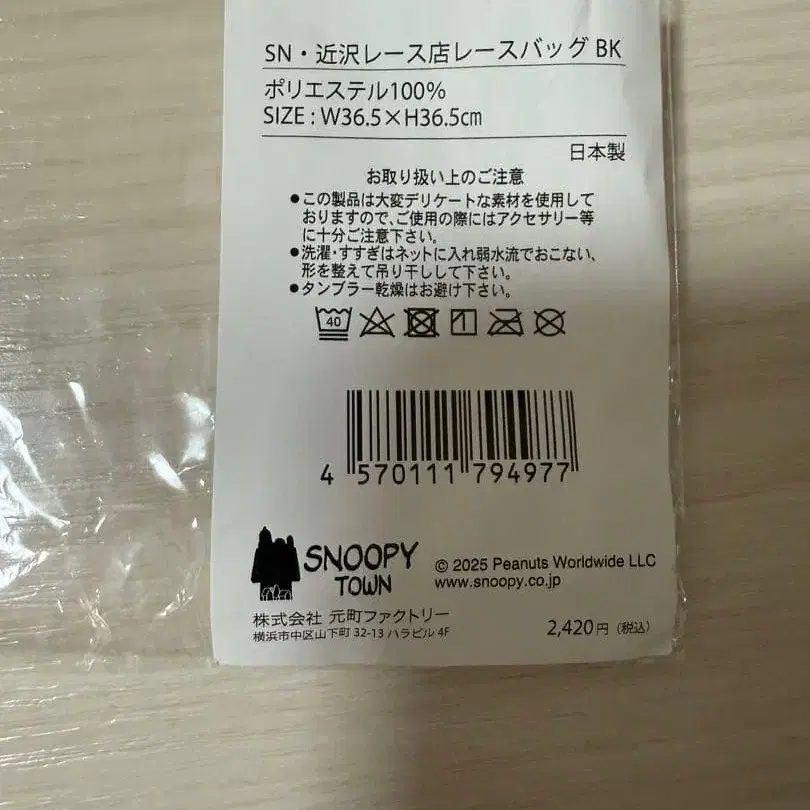 SN・近沢レース店レースバッグ BK
ポリエステル100%
SIZE : W36.5×H36.5㎝
日本製
お取り扱い上のご注意
●この製品は大変デリケートな素材を使用して
おりますので、ご使用の際にはアクセサリー等
に十分ご注意下さい。
●洗濯・すすぎはネットに入れ弱水流でおこない、
形を整えて吊り干しして下さい。
●タンブラー乾燥はお避け下さい。
40
4 570111 794977
SNOOPY
TOWN
© 2025 Peanuts Worldwide LLC
www.snoopy.co.jp
株式会社 元町ファクトリー
横浜市中区山下町 32-13 ハラビル 4F
2,420円（税込）